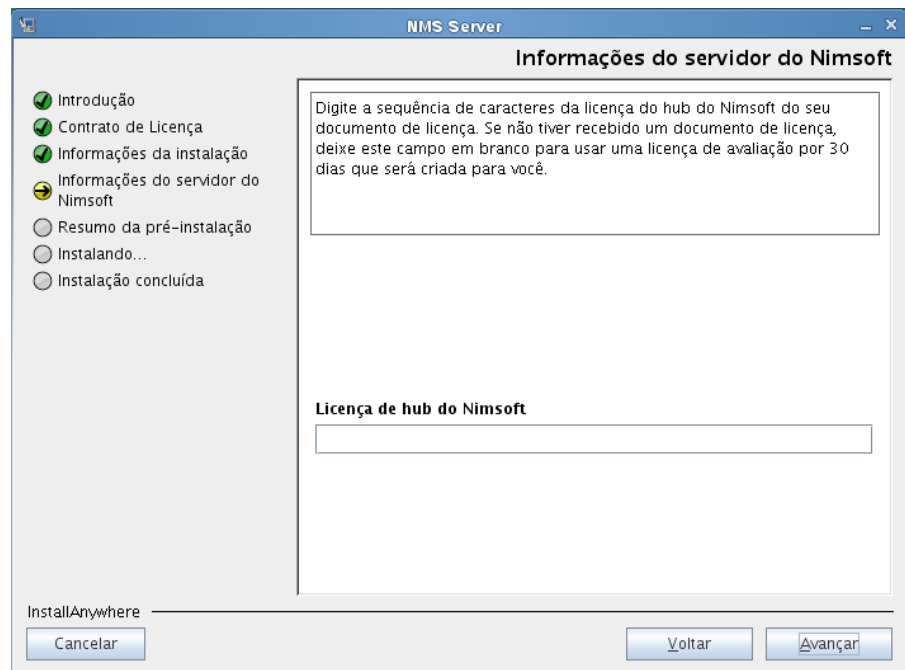 NMS Server
Informações do servidor do Nimsoft
Introdução
Contrato de Licença
Informações da instalação
Informações do servidor do
Nimsoft
Resumo da pré-instalação
Instalando...
Instalação concluída
Digite a sequência de caracteres da licença do hub do Nimsoft do seu
documento de licença. Se não tiver recebido um documento de licença,
deixe este campo em branco para usar uma licença de avaliação por 30
dias que será criada para você.
Licença de hub do Nimsoft
InstallAnywhere
Cancelar
Voltar
Avançar